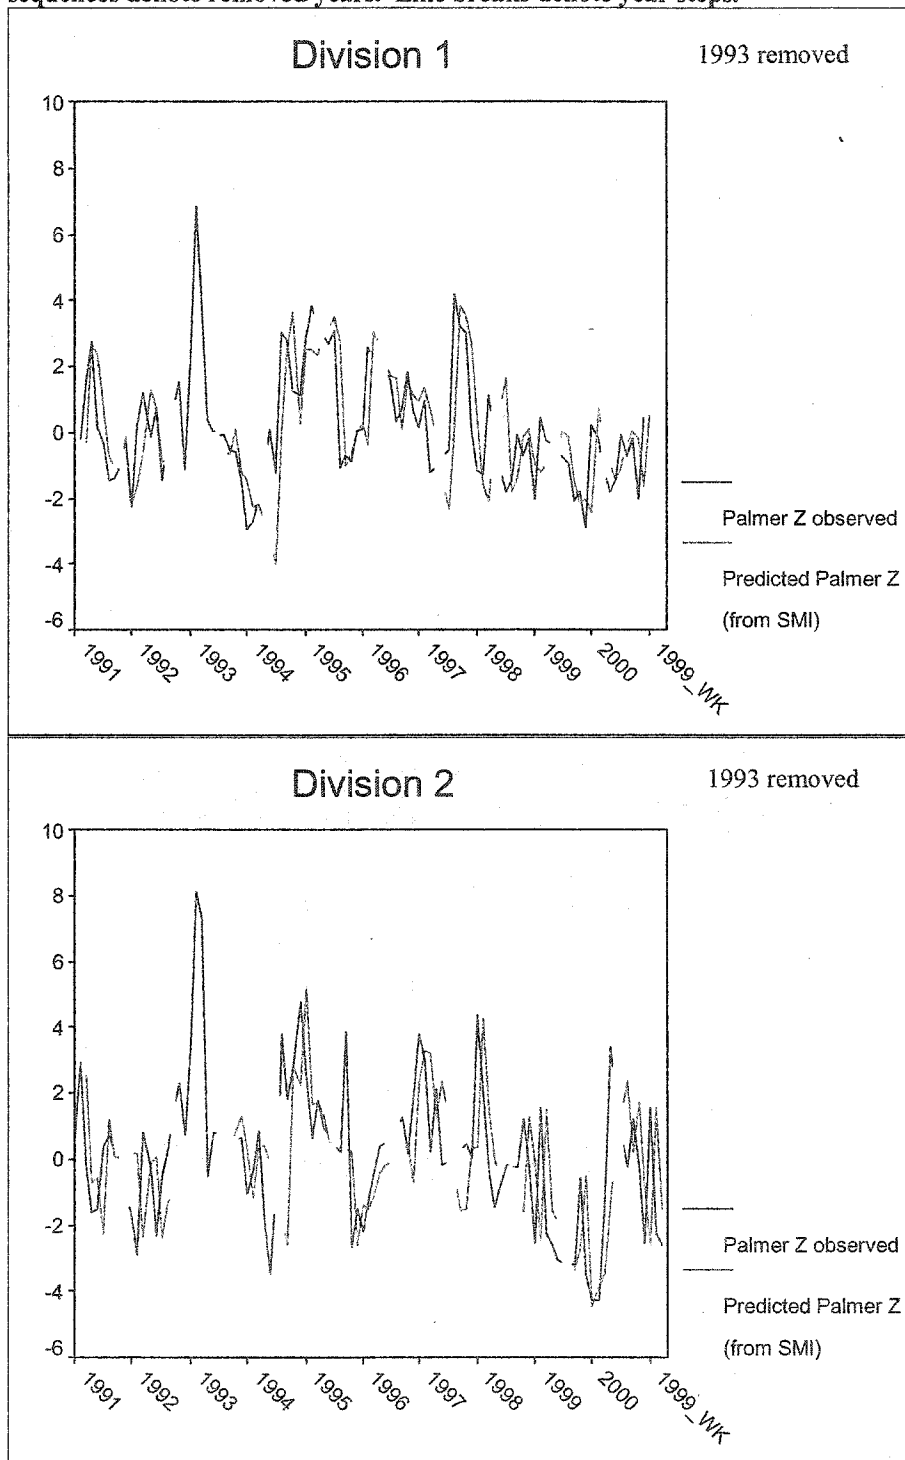 sequences denote removed years. Line breaks denote year steps.
Division 1
1993 removed
10
8
6
4
2
0
-2
-4
-6
1991
1992
1993
1994
1995
1996
1997
1998
1999
2000
1999_WK
Palmer Z observed
Predicted Palmer Z
(from SMI)
Division 2
1993 removed
10
8
6
4
2
0
-2
-4
-6
1991
1992
1993
1994
1995
1996
1997
1998
1999
2000
1999_WK
Palmer Z observed
Predicted Palmer Z
(from SMI)